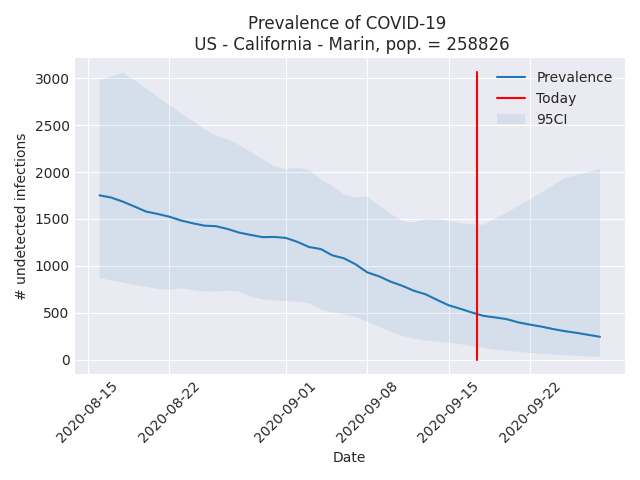 Prevalence of COVID-19
US - California - Marin, pop. = 258826
Prevalence
Today
95CI
# undetected infections
3000
2500
2000
1500
1000
500
0
2020-08-15
2020-08-22
2020-09-01
2020-09-08
2020-09-15
2020-09-22
Date